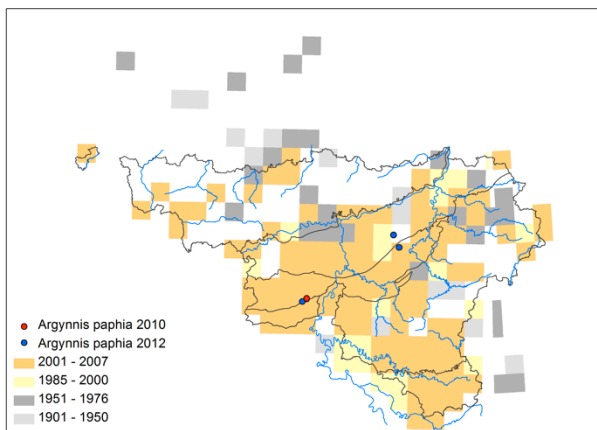 Argynnis paphia 2010
Argynnis paphia 2012
2001 - 2007
1985 - 2000
1951 - 1976
1901 - 1950